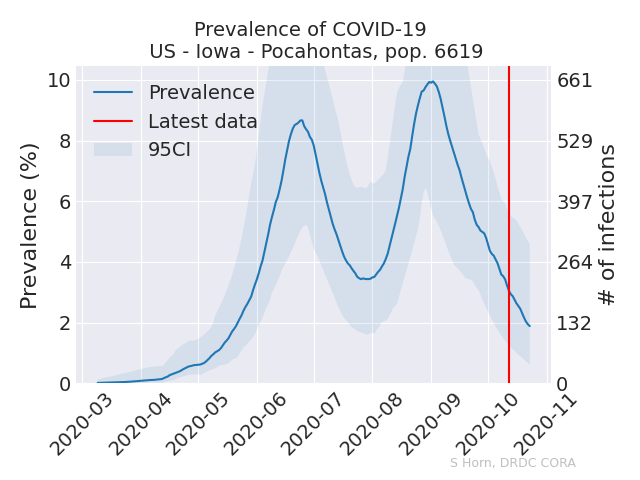 Prevalence of COVID-19
US - Iowa - Pocahontas, pop. 6619
Prevalence (%)
10
8
6
4
2
0
Prevalence
Latest data
95CI
661
529
397
264
132
0
# of infections
2020-03
2020-04
2020-05
2020-06
2020-07
2020-08
2020-09
2020-10
2020-11
S Horn, DRDC CORA